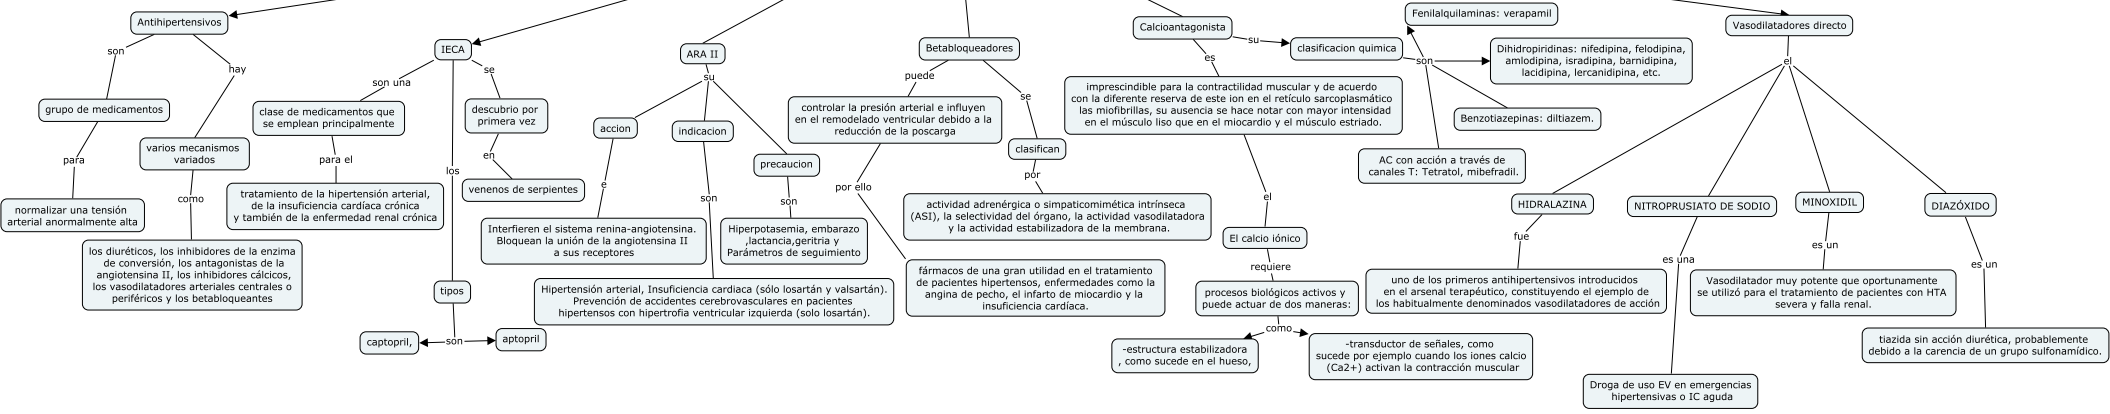 Antihipertensivos
son
hay
grupo de medicamentos
para
normalizar una tensión
arterial anormalmente alta
varios mecanismos
variados
como
los diuréticos, los inhibidores de la enzima
de conversión, los antagonistas de la
angiotensina II, los inhibidores cálcicos,
los vasodilatadores arteriales centrales o
periféricos y los betabloqueantes
IECA
son una
se
los
clase de medicamentos que
se emplean principalmente
para el
tratamiento de la hipertensión arterial,
de la insuficiencia cardíaca crónica
y también de la enfermedad renal crónica
descubrio por
primera vez
en
venenos de serpientes
tipos
son
captopril,
aptopril
ARA II
su
accion
e
Interfieren el sistema renina-angiotensina.
Bloquean la unión de la angiotensina II
a sus receptores
indicacion
son
Hipertensión arterial, Insuficiencia cardiaca (sólo losartán y valsartán).
Prevención de accidentes cerebrovasculares en pacientes
hipertensos con hipertrofia ventricular izquierda (solo losartán).
precaucion
son
Hiperpotasemia, embarazo
,lactancia,geritria y
Parámetros de seguimiento
Betabloqueadores
puede
se
controlar la presión arterial e influyen
en el remodelado ventricular debido a la
reducción de la poscarga
por ello
fármacos de una gran utilidad en el tratamiento
de pacientes hipertensos, enfermedades como la
angina de pecho, el infarto de miocardio y la
insuficiencia cardíaca.
clasifican
por
actividad adrenérgica o simpaticomimética intrínseca
(ASI), la selectividad del órgano, la actividad vasodilatadora
y la actividad estabilizadora de la membrana.
Calcioantagonista
su
es
imprescindible para la contractilidad muscular y de acuerdo
con la diferente reserva de este ion en el retículo sarcoplasmático
las miofibrillas, su ausencia se hace notar con mayor intensidad
en el músculo liso que en el miocardio y el músculo estriado.
el
El calcio iónico
requiere
procesos biológicos activos y
puede actuar de dos maneras:
como
-estructura estabilizadora
, como sucede en el hueso,
-transductor de señales, como
sucede por ejemplo cuando los iones calcio
(Ca2+) activan la contracción muscular
clasificacion quimica
son
Fenilalquilaminas: verapamil
Dihidropiridinas: nifedipina, felodipina,
amlodipina, isradipina, barnidipina,
lacidipina, lercanidipina, etc.
Benzotiazepinas: diltiazem.
AC con acción a través de
canales T: Tetratol, mibefradil.
Vasodilatadores directo
el
HIDRALAZINA
fue
uno de los primeros antihipertensivos introducidos
en el arsenal terapéutico, constituyendo el ejemplo de
los habitualmente denominados vasodilatadores de acción
NITROPRUSIATO DE SODIO
es una
Droga de uso EV en emergencias
hipertensivas o IC aguda
MINOXIDIL
es un
Vasodilatador muy potente que oportunamente
se utilizó para el tratamiento de pacientes con HTA
severa y falla renal.
DIAZÓXIDO
es un
tiazida sin acción diurética, probablemente
debido a la carencia de un grupo sulfonamídico.